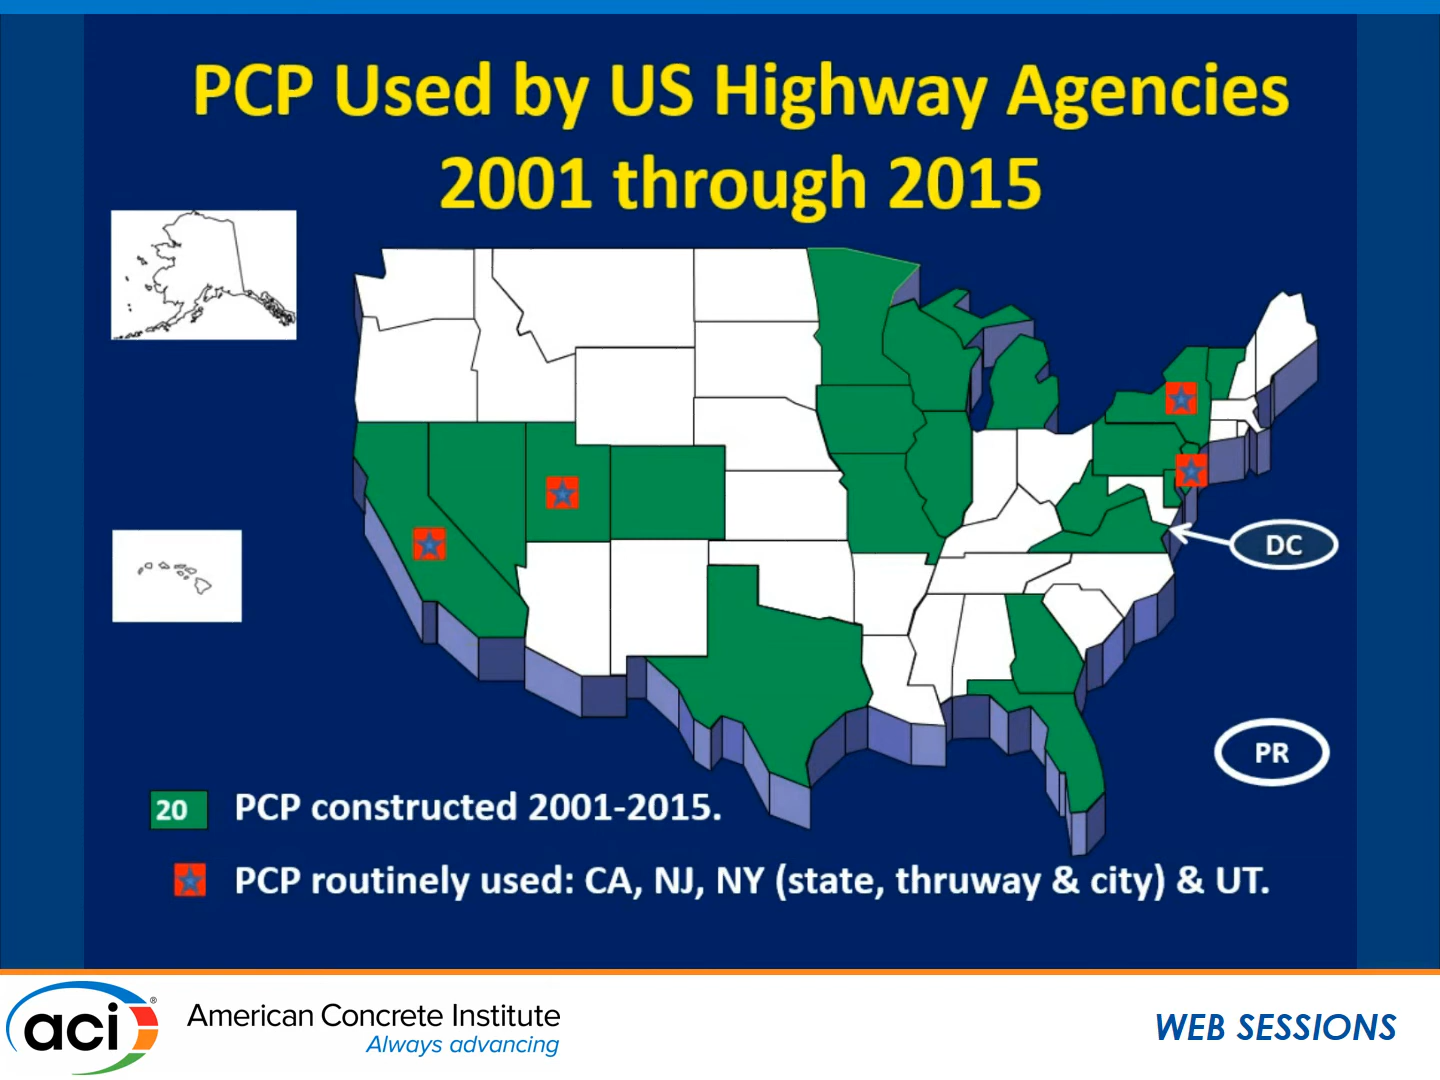 PCP Used by US Highway Agencies
2001 through 2015
DC
PR
20 PCP constructed 2001-2015.
PCP routinely used: CA, NJ, NY (state, thruway & city) & UT.
aci ®
American Concrete Institute
Always advancing
WEB SESSIONS